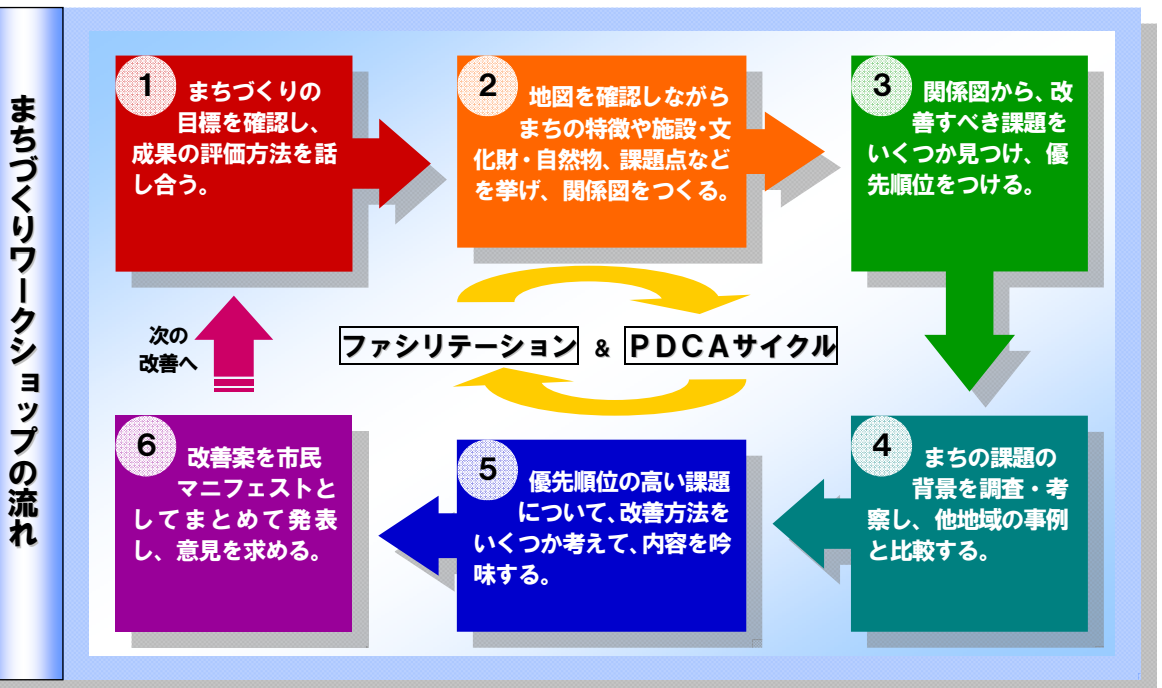 まちづくりワークショップの流れ
1
まちづくりの
目標を確認し、
成果の評価方法を話
し合う。
2
地図を確認しながら
まちの特徴や施設・文
化財・自然物、課題点など
を挙げ、関係図をつくる。
3
関係図から、改
善すべき課題を
いくつか見つけ、優
先順位をつける。
次の
改善へ
ファシリテーション & PDCAサイクル
4
まちの課題の
背景を調査・考
察し、他地域の事例
と比較する。
5
優先順位の高い課題
について、改善方法を
いくつか考えて、内容を吟
味する。
6
改善案を市民
マニフェストと
してまとめて発表
し、意見を求める。